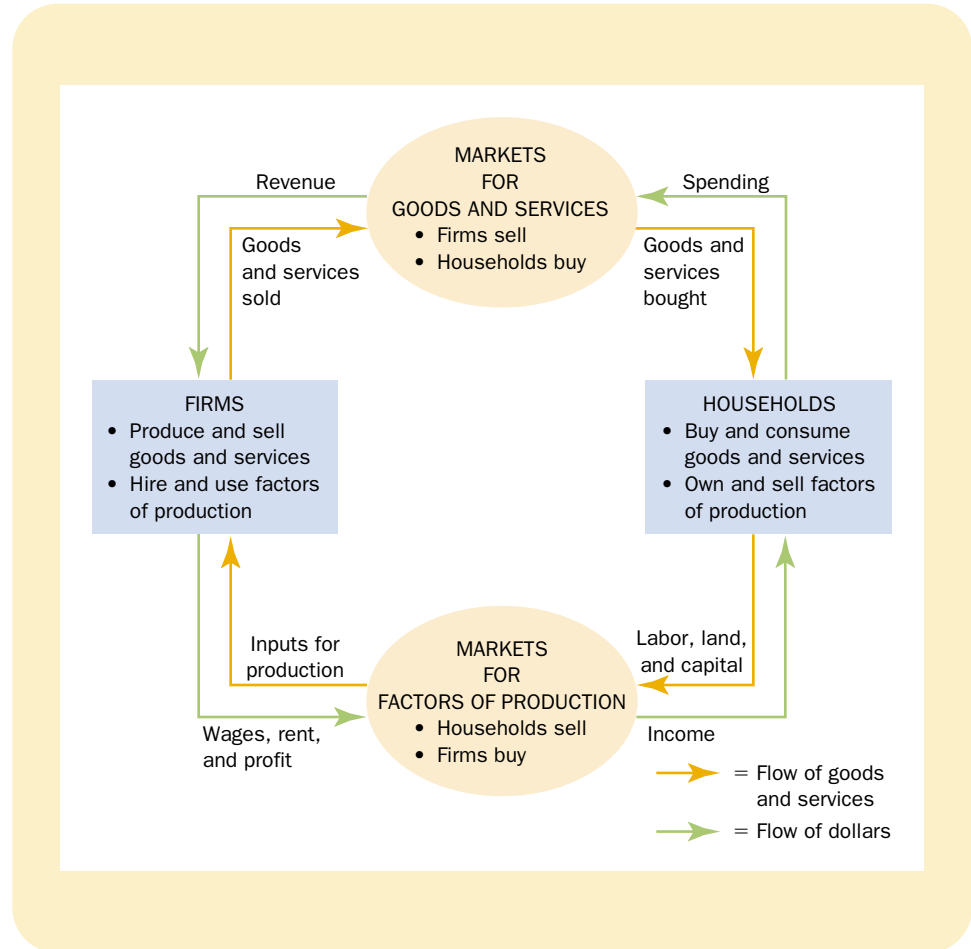 MARKETS
FOR
GOODS AND SERVICES
• Firms sell
• Households buy
Revenue
Spending
Goods
and services
sold
Goods and
services
bought
FIRMS
• Produce and sell
goods and services
• Hire and use factors
of production
HOUSEHOLDS
• Buy and consume
goods and services
• Own and sell factors
of production
Inputs for
production
Labor, land,
and capital
MARKETS
FOR
FACTORS OF PRODUCTION
• Households sell
• Firms buy
Wages, rent,
and profit
Income
= Flow of goods
and services
= Flow of dollars